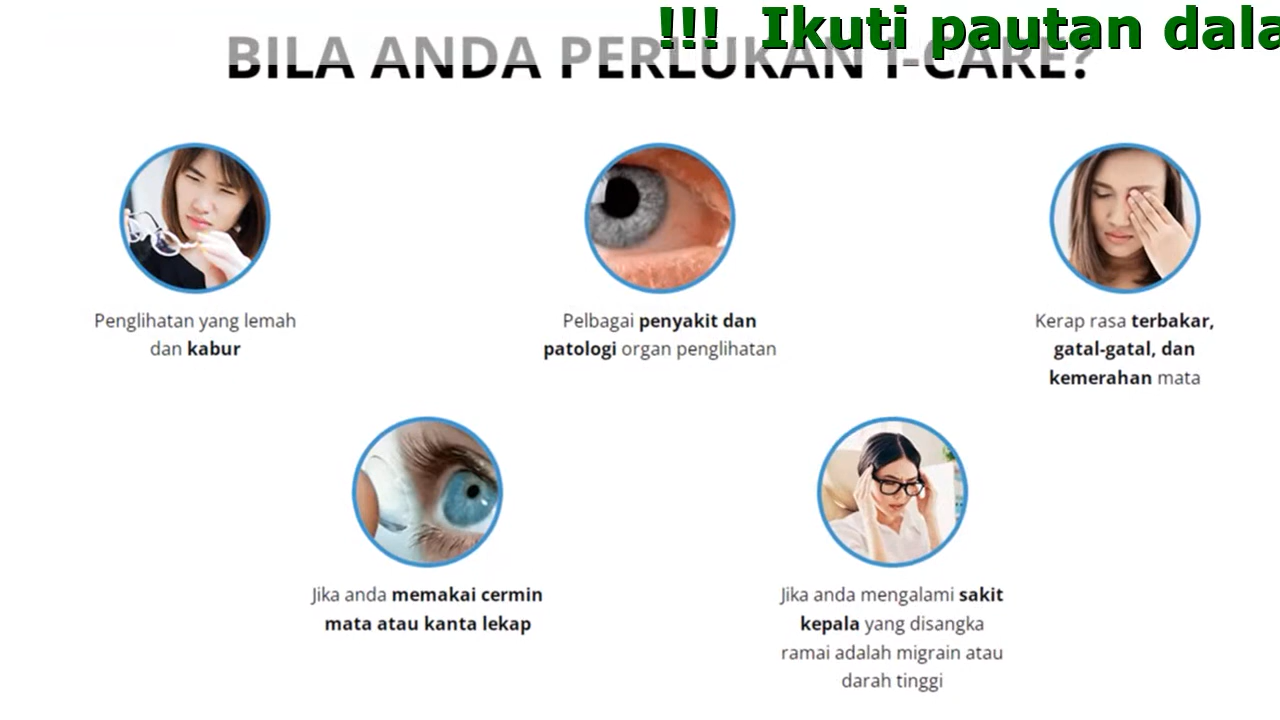 !!! Ikuti pautan dala
BILA ANDA PERLUKAN I-CARE?
Penglihatan yang lemah
dan kabur
Pelbagai penyakit dan
patologi organ penglihatan
Kerap rasa terbakar,
gatal-gatal, dan
kemerahan mata
Jika anda memakai cermin
mata atau kanta lekap
Jika anda mengalami sakit
kepala yang disangka
ramai adalah migrain atau
darah tinggi